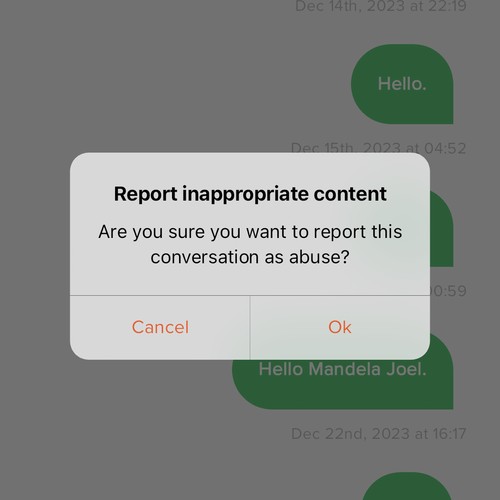 Dec 14th, 2023 at 22:19
Hello.
Dec 15th, 2023 at 04:52
Report inappropriate content
Are you sure you want to report this
conversation as abuse?
00:59
Cancel
Ok
Hello Mandela Joel.
Dec 22nd, 2023 at 16:17